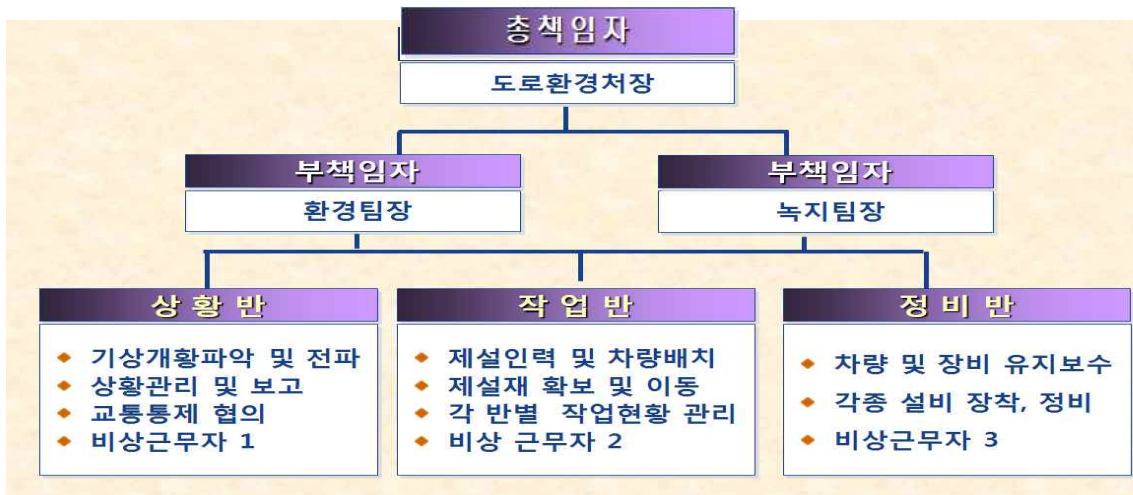 총책임자
도로환경처장
부책임자
환경팀장
부책임자
녹지팀장
상황반
기상개황파악 및 전파
상황관리 및 보고
교통통제 협의
비상근무자 1
작업반
제설인력 및 차량배치
제설재 확보 및 이동
각 반별 작업현황 관리
비상 근무자 2
정비반
차량 및 장비 유지보수
각종 설비 장착, 정비
비상근무자 3